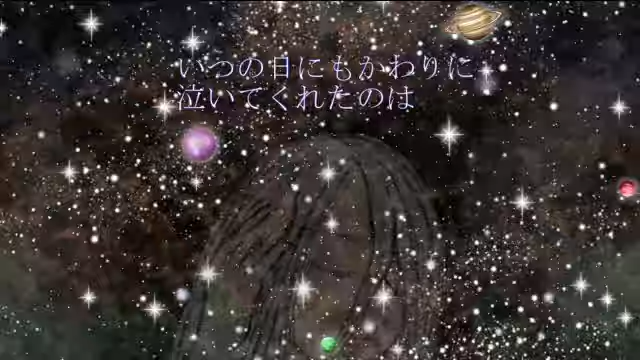 いつの日にもかわりに
泣いてくれたのは